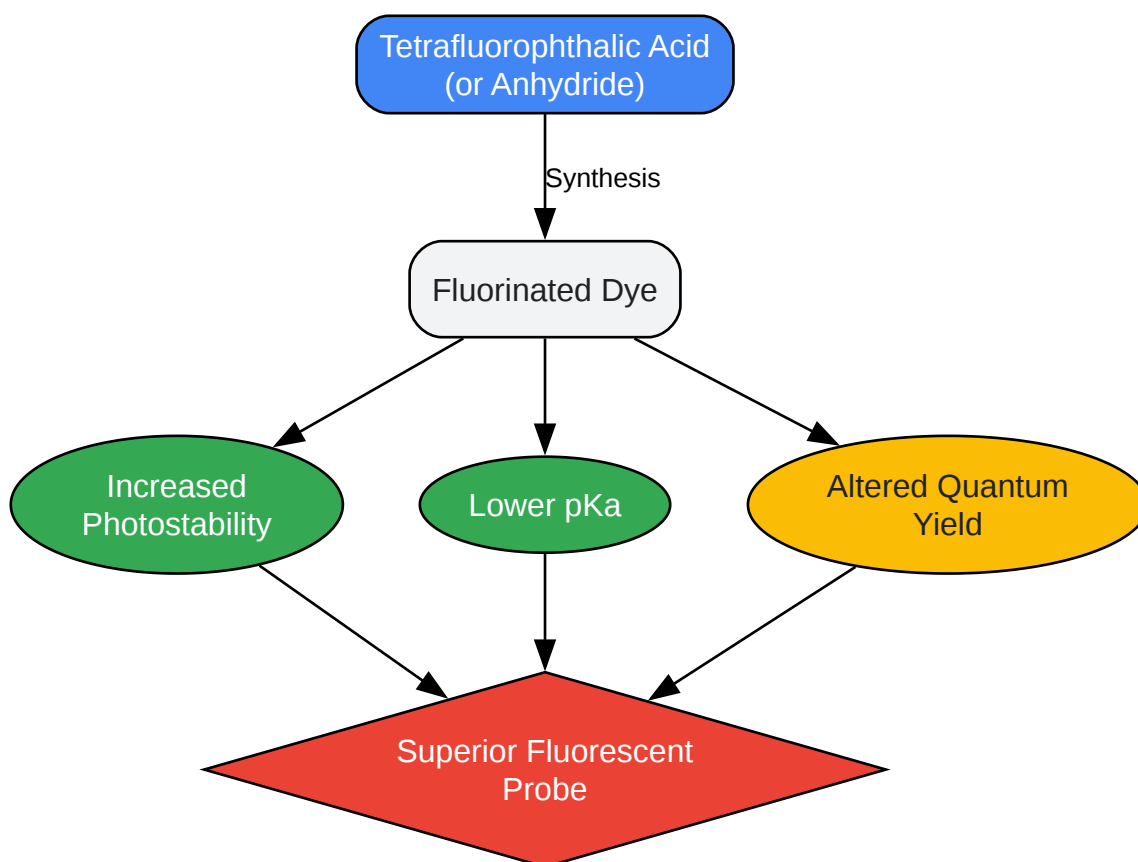 Tetrafluorophthalic Acid
(or Anhydride)
Synthesis
Fluorinated Dye
Increased
Photostability
Lower pKa
Altered Quantum
Yield
Superior Fluorescent
Probe